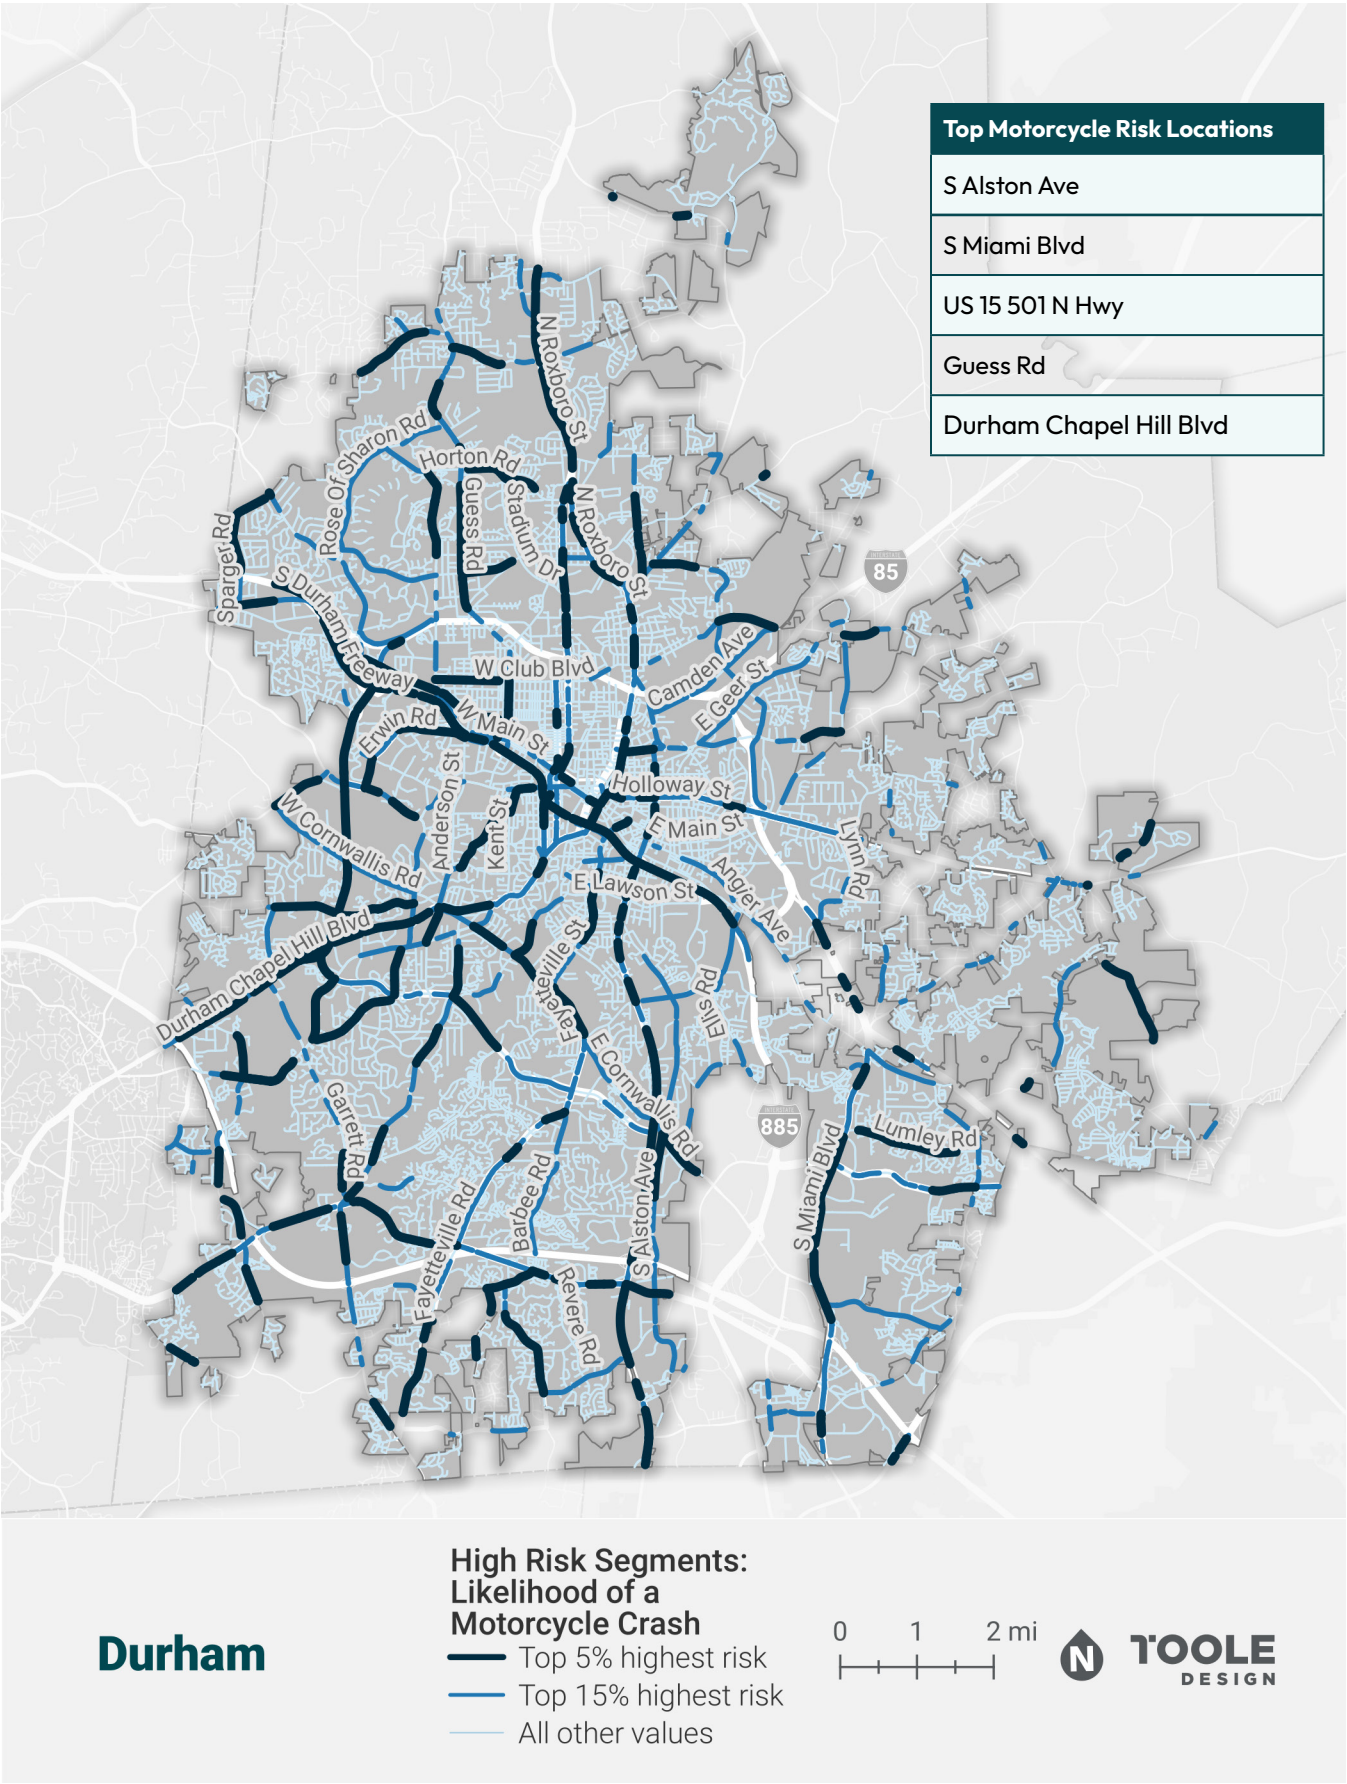 Top Motorcycle Risk Locations
S Alston Ave
S Miami Blvd
US 15 501 N Hwy
Guess Rd
Durham Chapel Hill Blvd
N Roxboro St
Rose Of Sharon Rd
Horton Rd
Guess Rd
Stadium Dr
N Roxboro St
Sparger Rd
S Durham Freeway
INTERSTATE
85
W Club Blvd
Camden Ave
E Geer St
Erwin Rd
W Main St
Anderson St
Holloway St
Kent St
W Cornwallis Rd
E Main St
Lynn Rd
Angier Ave
E Lawson St
Durham Chapel Hill Blvd
Fayetteville St
Ellis Rd
E Cornwallis Rd
Garrett Rd
INTERSTATE
885
Lumley Rd
S Miami Blvd
Barbee Rd
S Alston Ave
Fayetteville Rd
Revere Rd
Durham
High Risk Segments:
Likelihood of a
Motorcycle Crash
Top 5% highest risk
Top 15% highest risk
All other values
0 1 2 mi
N
TOOLE
DESIGN